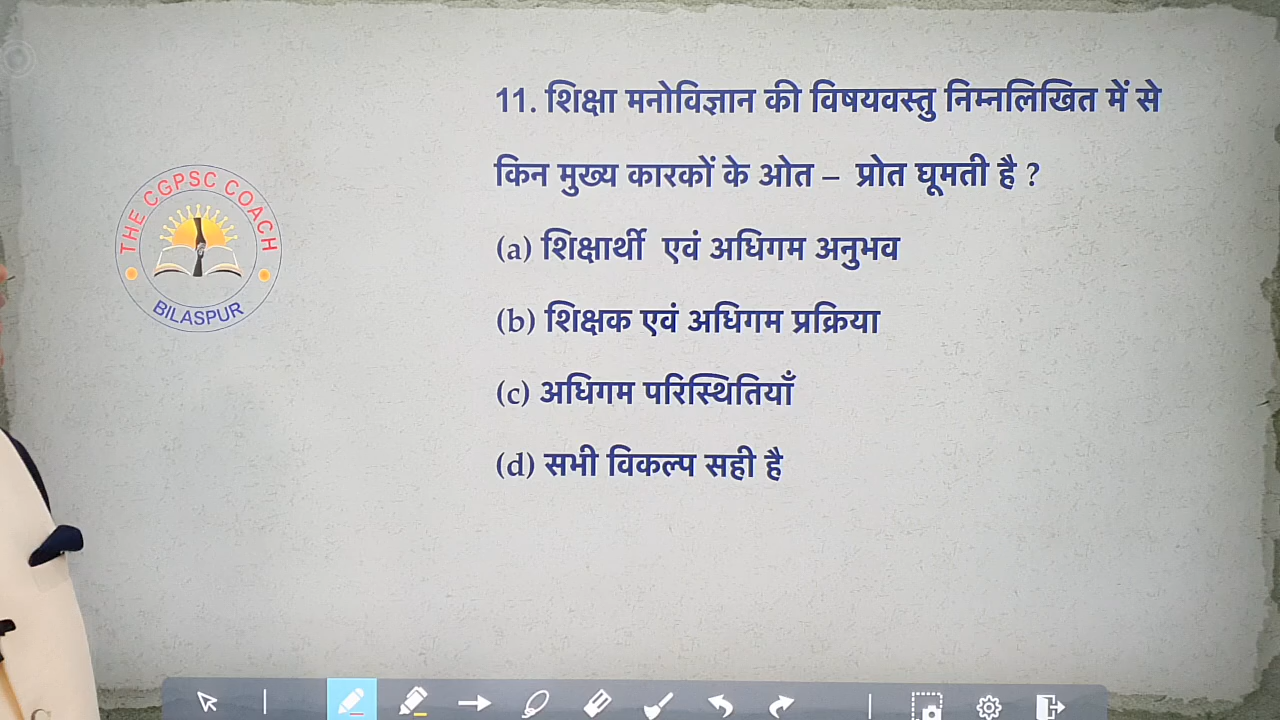 THE CGPSC COACH
BILASPUR
11. शिक्षा मनोविज्ञान की विषयवस्तु निम्नलिखित में से
किन मुख्य कारकों के ओत – प्रोत घूमती है ?
(a) शिक्षार्थी एवं अधिगम अनुभव
(b) शिक्षक एवं अधिगम प्रक्रिया
(c) अधिगम परिस्थितियाँ
(d) सभी विकल्प सही है